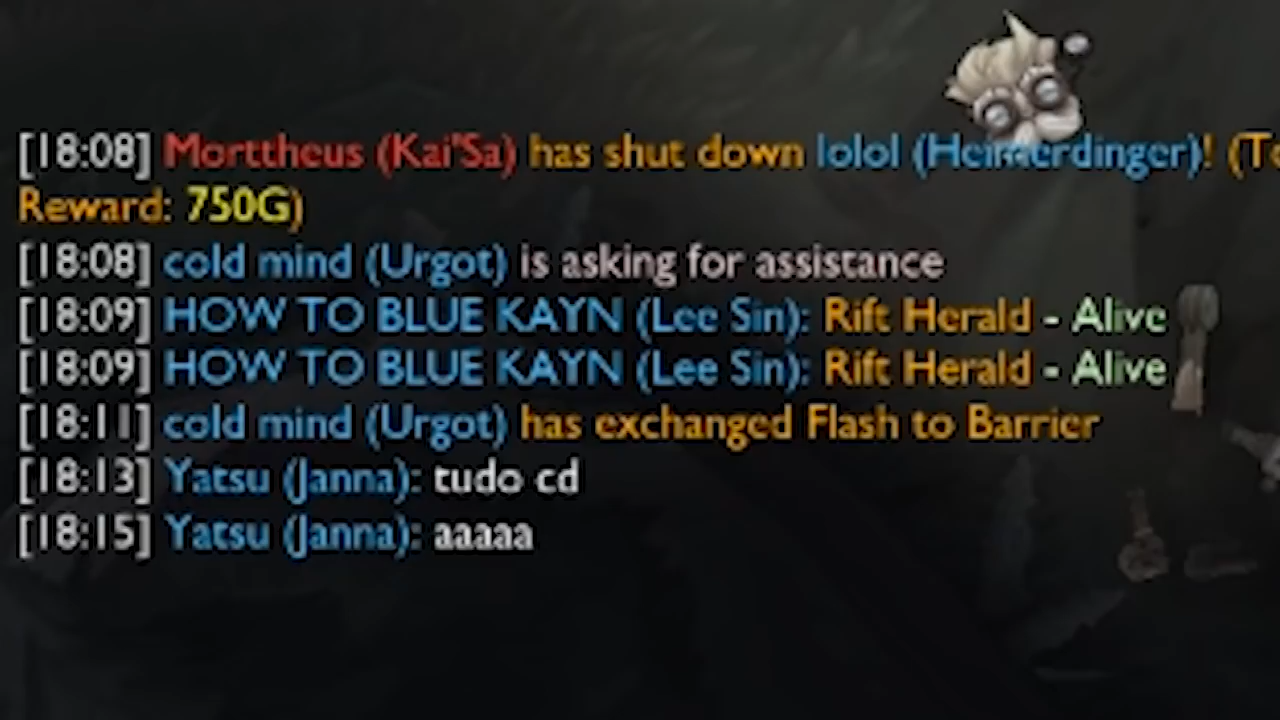 [18:08] Morttheus (Kai'Sa) has shut down lolol (Heimerdinger)! (
Reward: 750G)
[18:08] cold mind (Urgot) is asking for assistance
[18:09] HOW TO BLUE KAYN (Lee Sin): Rift Herald - Alive
[18:09] HOW TO BLUE KAYN (Lee Sin): Rift Herald - Alive
[18:11] cold mind (Urgot) has exchanged Flash to Barrier
[18:13] Yatsu (Janna): tudo cd
[18:15] Yatsu (Janna): aaaaa